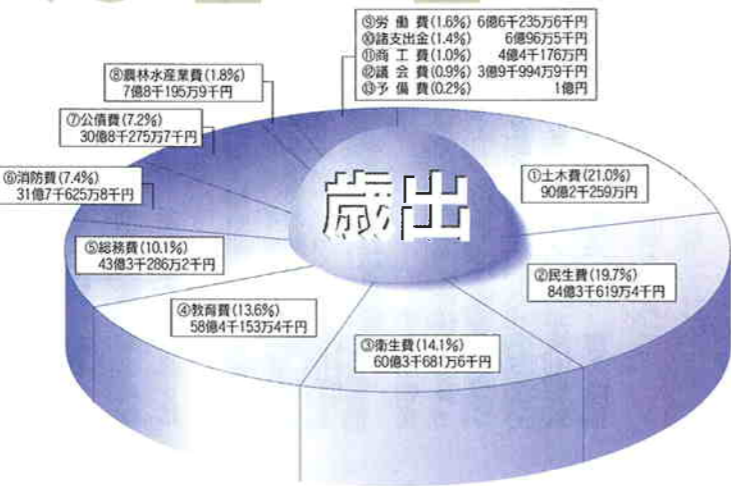 ⑨労働費(1.6%) 6億6千235万6千円
⑩諸支出金(1.4%) 6億96万5千円
⑪商工費(1.0%) 4億4千176万円
⑫議会費(0.9%) 3億9千994万9千円
⑬予備費(0.2%) 1億円
⑧農林水産業費(1.8%)
7億8千195万9千円
⑦公債費(7.2%)
30億8千275万7千円
⑥消防費(7.4%)
31億7千625万8千円
⑤総務費(10.1%)
43億3千286万2千円
④教育費(13.6%)
58億4千153万4千円
③衛生費(14.1%)
60億3千681万6千円
②民生費(19.7%)
84億3千619万4千円
①土木費(21.0%)
90億2千259万円
歳出